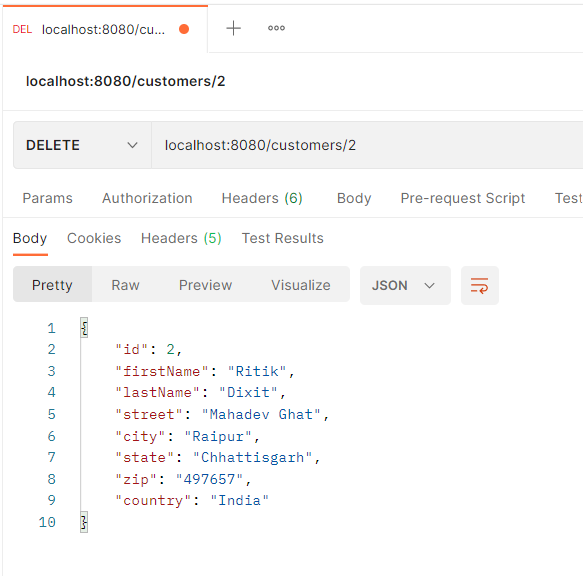 DEL localhost:8080/cu...
localhost:8080/customers/2
DELETE localhost:8080/customers/2
Params Authorization Headers (6) Body Pre-request Script Test
Body Cookies Headers (5) Test Results
Pretty Raw Preview Visualize JSON
1 {
2 "id": 2,
3 "firstName": "Ritik",
4 "lastName": "Dixit",
5 "street": "Mahadev Ghat",
6 "city": "Raipur",
7 "state": "Chhattisgarh",
8 "zip": "497657",
9 "country": "India"
10 }